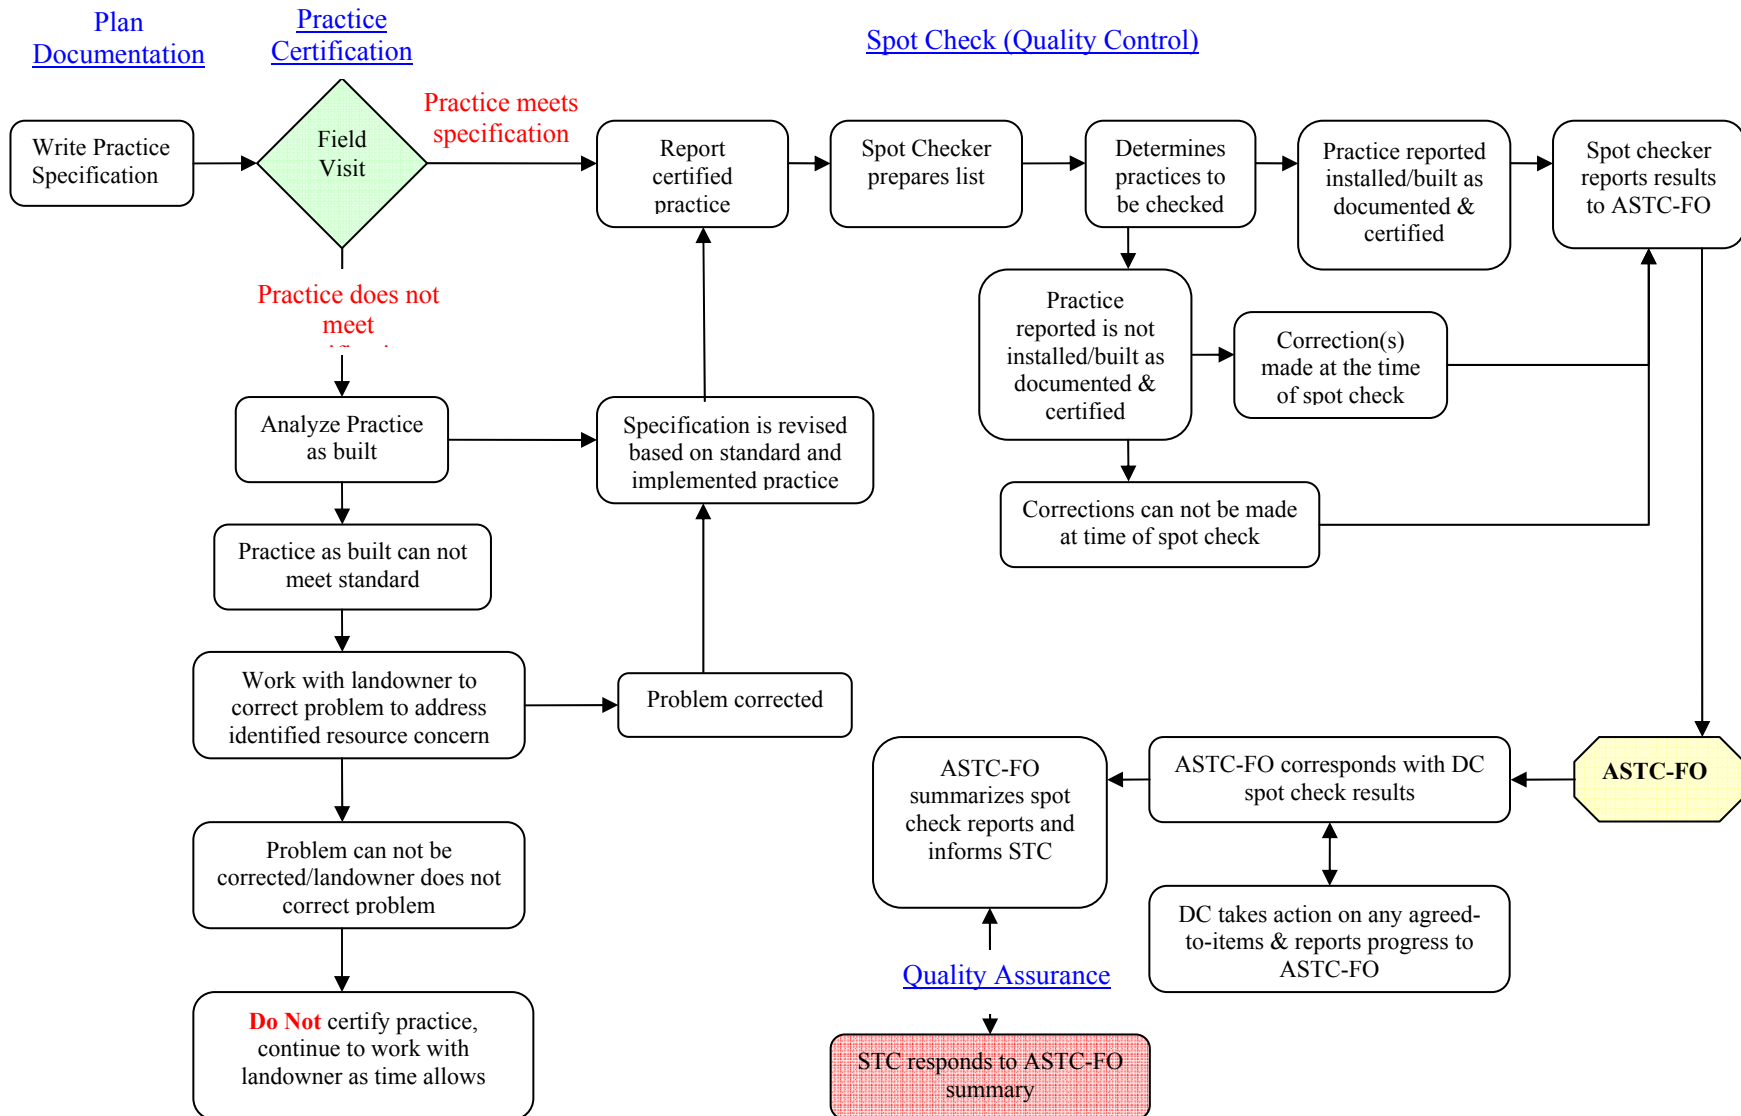 Plan
Documentation
Practice
Certification
Spot Check (Quality Control)
Write Practice
Specification
Field
Visit
Practice meets
specification
Report
certified
practice
Spot Checker
prepares list
Determines
practices to
be checked
Practice reported
installed/built as
documented &
certified
Spot checker
reports results
to ASTC-FO
Practice does not
meet
Practice
reported is not
installed/built as
documented &
certified
Correction(s)
made at the time
of spot check
Analyze Practice
as built
Specification is revised
based on standard and
implemented practice
Corrections can not be made
at time of spot check
Practice as built can not
meet standard
Work with landowner to
correct problem to address
identified resource concern
Problem corrected
ASTC-FO
summarizes spot
check reports and
informs STC
ASTC-FO corresponds with DC
spot check results
ASTC-FO
Problem can not be
corrected/landowner does not
correct problem
DC takes action on any agreed-
to-items & reports progress to
ASTC-FO
Quality Assurance
Do Not certify practice,
continue to work with
landowner as time allows
STC responds to ASTC-FO
summary